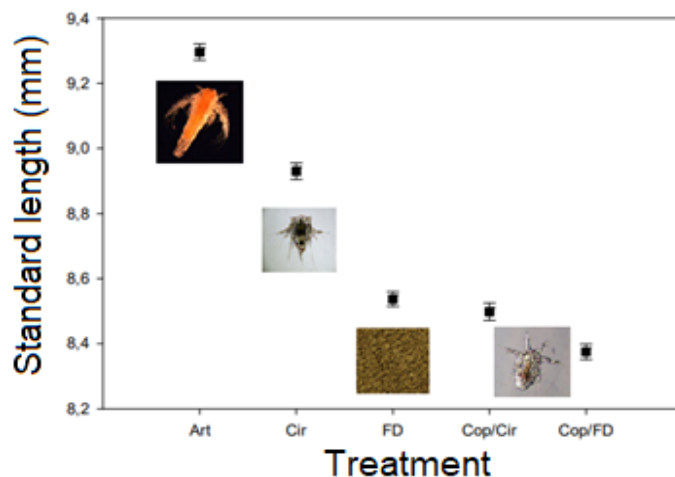 Standard length (mm)
9,4
9,2
9,0
8,8
8,6
8,4
8,2
Art Cir FD Cop/Cir Cop/FD
Treatment